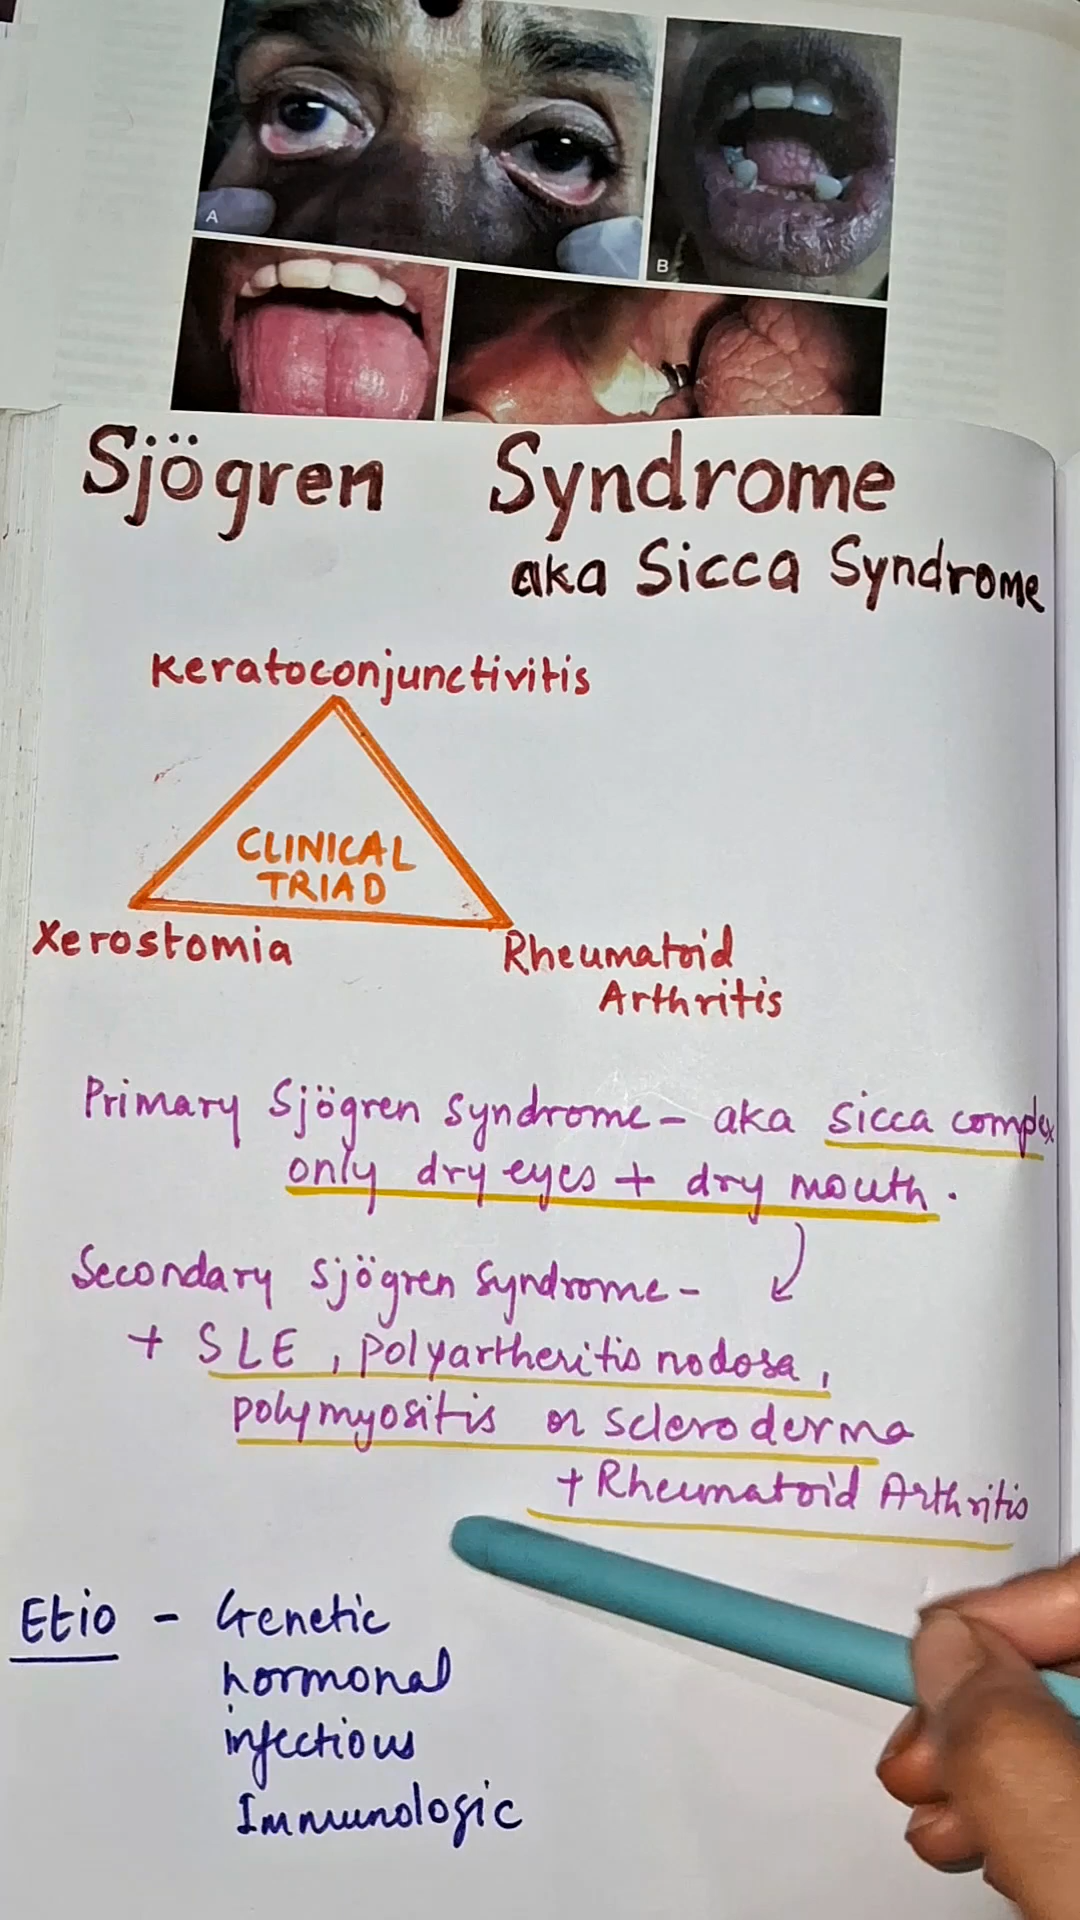 A
B
Sjögren Syndrome
aka Sicca Syndrome
Keratoconjunctivitis
CLINICAL
TRIAD
Xerostomia
Rheumatoid
Arthritis
Primary Sjögren Syndrome - aka Sicca complex
only dry eyes + dry mouth.
Secondary Sjögren Syndrome -
+ SLE, polyartheritis nodosa,
polymyositis or scleroderma
+ Rheumatoid Arthritis
Etio - Genetic
hormonal
infectious
Immunologic